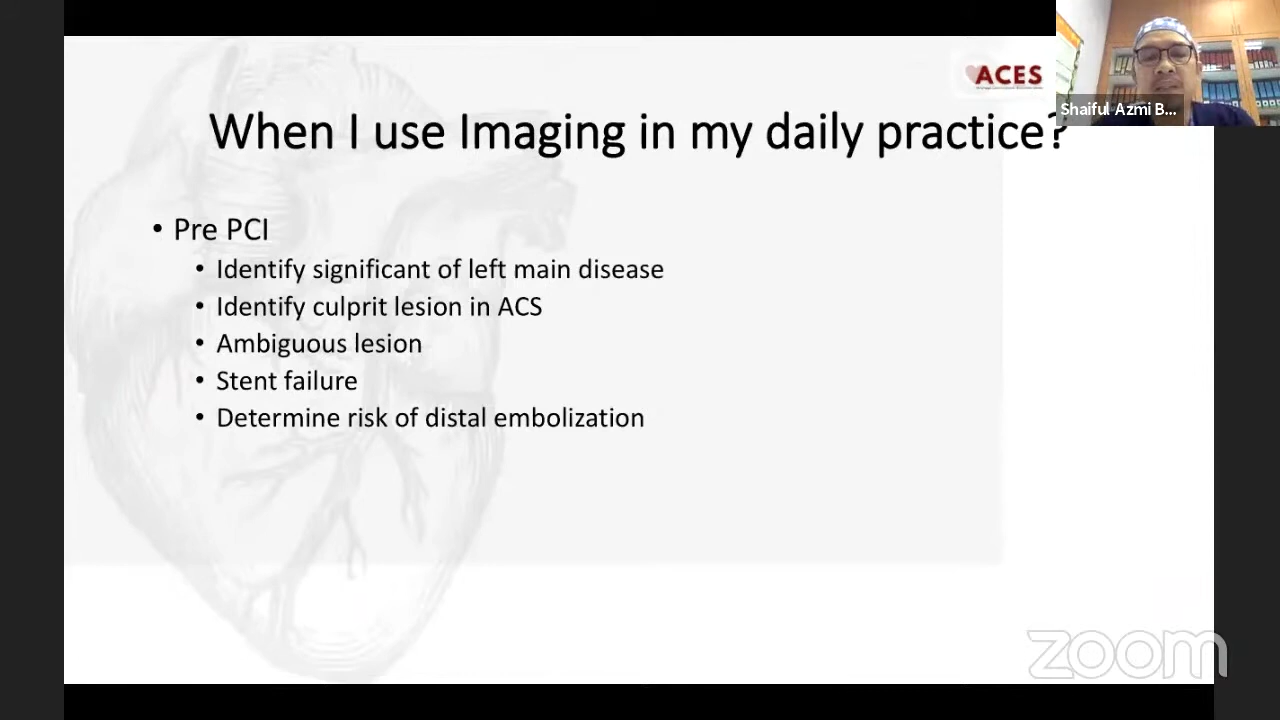 ACES
Shaiful Azmi B...
When I use Imaging in my daily practice?
• Pre PCI
• Identify significant of left main disease
• Identify culprit lesion in ACS
• Ambiguous lesion
• Stent failure
• Determine risk of distal embolization
zoom